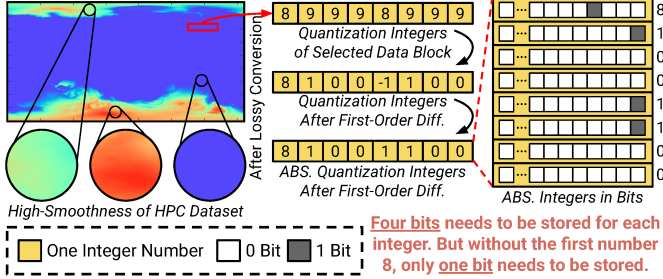 After Lossy Conversion
8 9 9 9 8 9 9 9
Quantization Integers
of Selected Data Block
8 1 0 0 -1 1 0 0
Quantization Integers
After First-Order Diff.
8 1 0 0 1 1 0 0
ABS. Quantization Integers
After First-Order Diff.
High-Smoothness of HPC Dataset
... 8
... 1
... 0
... 0
... 1
... 1
... 0
... 0
ABS. Integers in Bits
One Integer Number
0 Bit
1 Bit
Four bits needs to be stored for each
integer. But without the first number
8, only one bit needs to be stored.